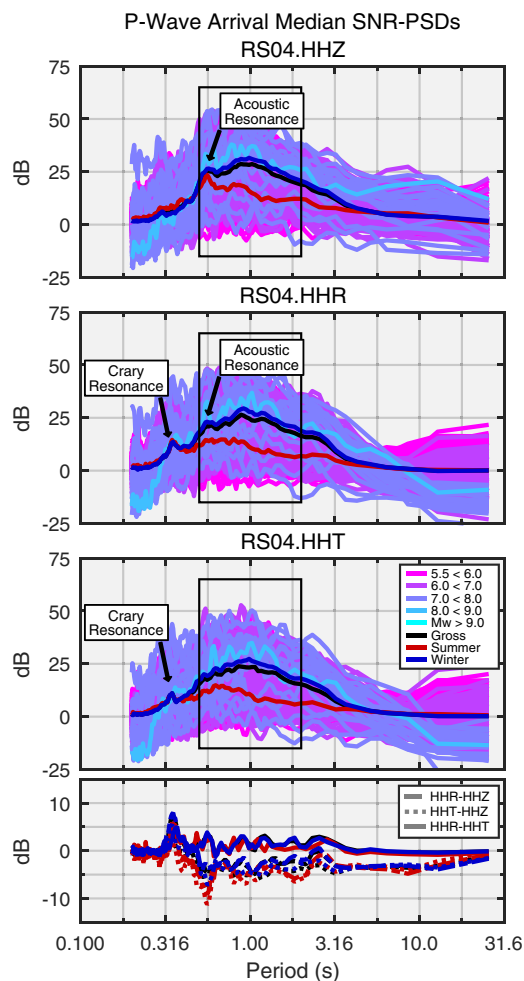 P-Wave Arrival Median SNR-PSDs
RS04.HHZ
75
50
25
0
-25
dB
Acoustic
Resonance
RS04.HHR
75
50
25
0
-25
dB
Crary
Resonance
Acoustic
Resonance
RS04.HHT
75
50
25
0
-25
dB
Crary
Resonance
5.5 < 6.0
6.0 < 7.0
7.0 < 8.0
8.0 < 9.0
Mw > 9.0
Gross
Summer
Winter
10
0
-10
dB
HHR-HHZ
HHT-HHZ
HHR-HHT
0.100
0.316
1.00
3.16
10.0
31.6
Period (s)